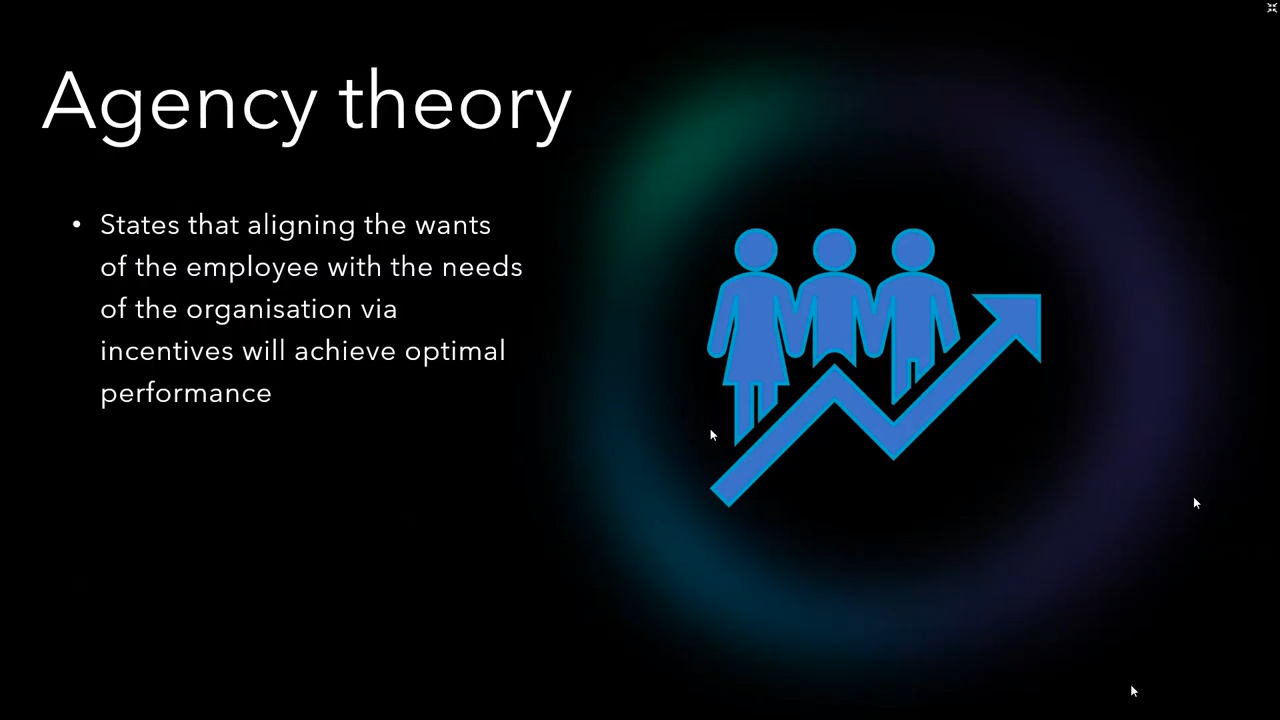 Agency theory
• States that aligning the wants
of the employee with the needs
of the organisation via
incentives will achieve optimal
performance